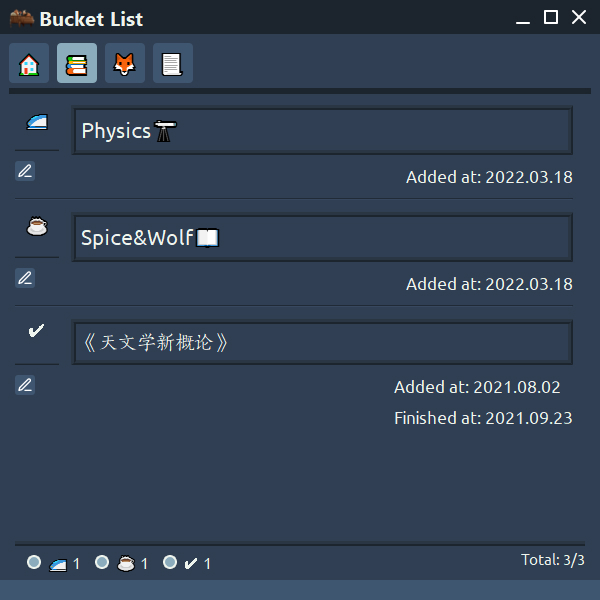 Bucket List
Physics
Added at: 2022.03.18
Spice&Wolf
Added at: 2022.03.18
《天文学新概论》
Added at: 2021.08.02
Finished at: 2021.09.23
1 1 1 Total: 3/3